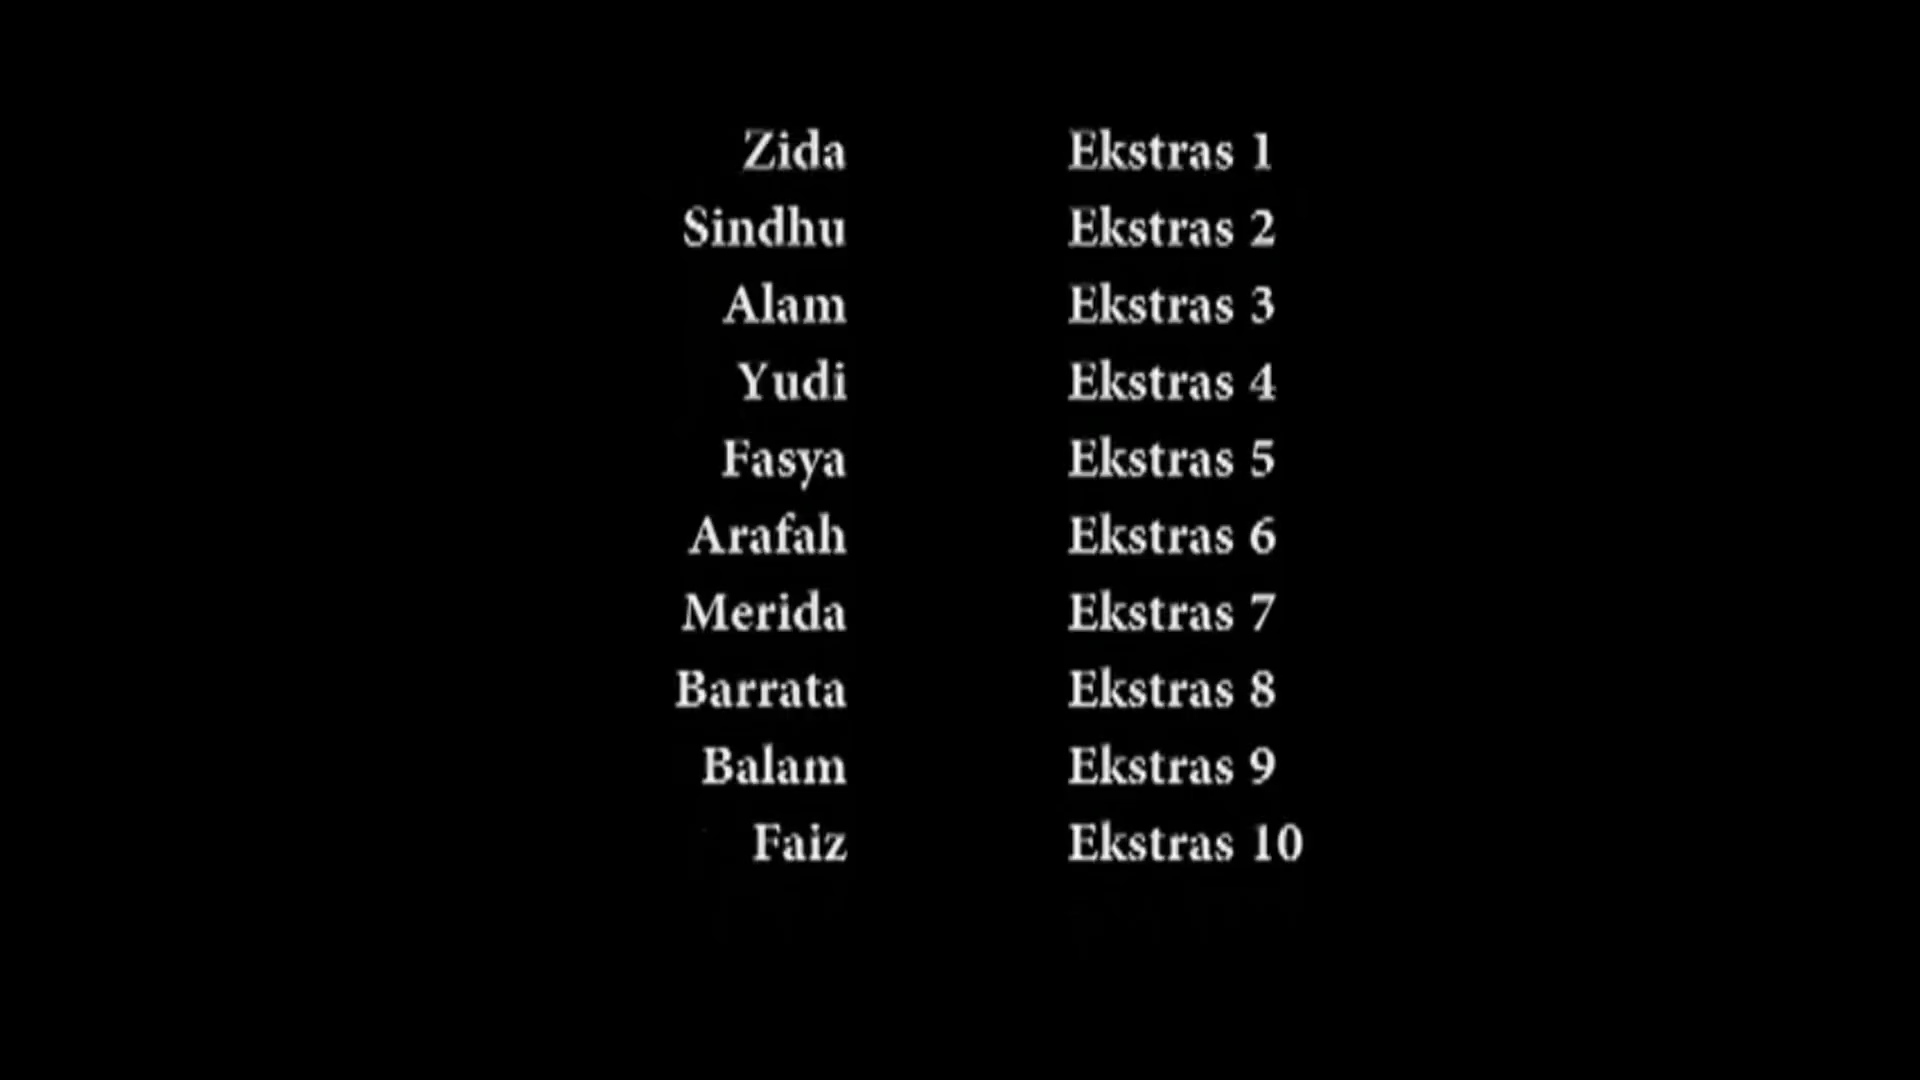 Zida Ekstras 1
Sindhu Ekstras 2
Alam Ekstras 3
Yudi Ekstras 4
Fasya Ekstras 5
Arafah Ekstras 6
Merida Ekstras 7
Barrata Ekstras 8
Balam Ekstras 9
Faiz Ekstras 10